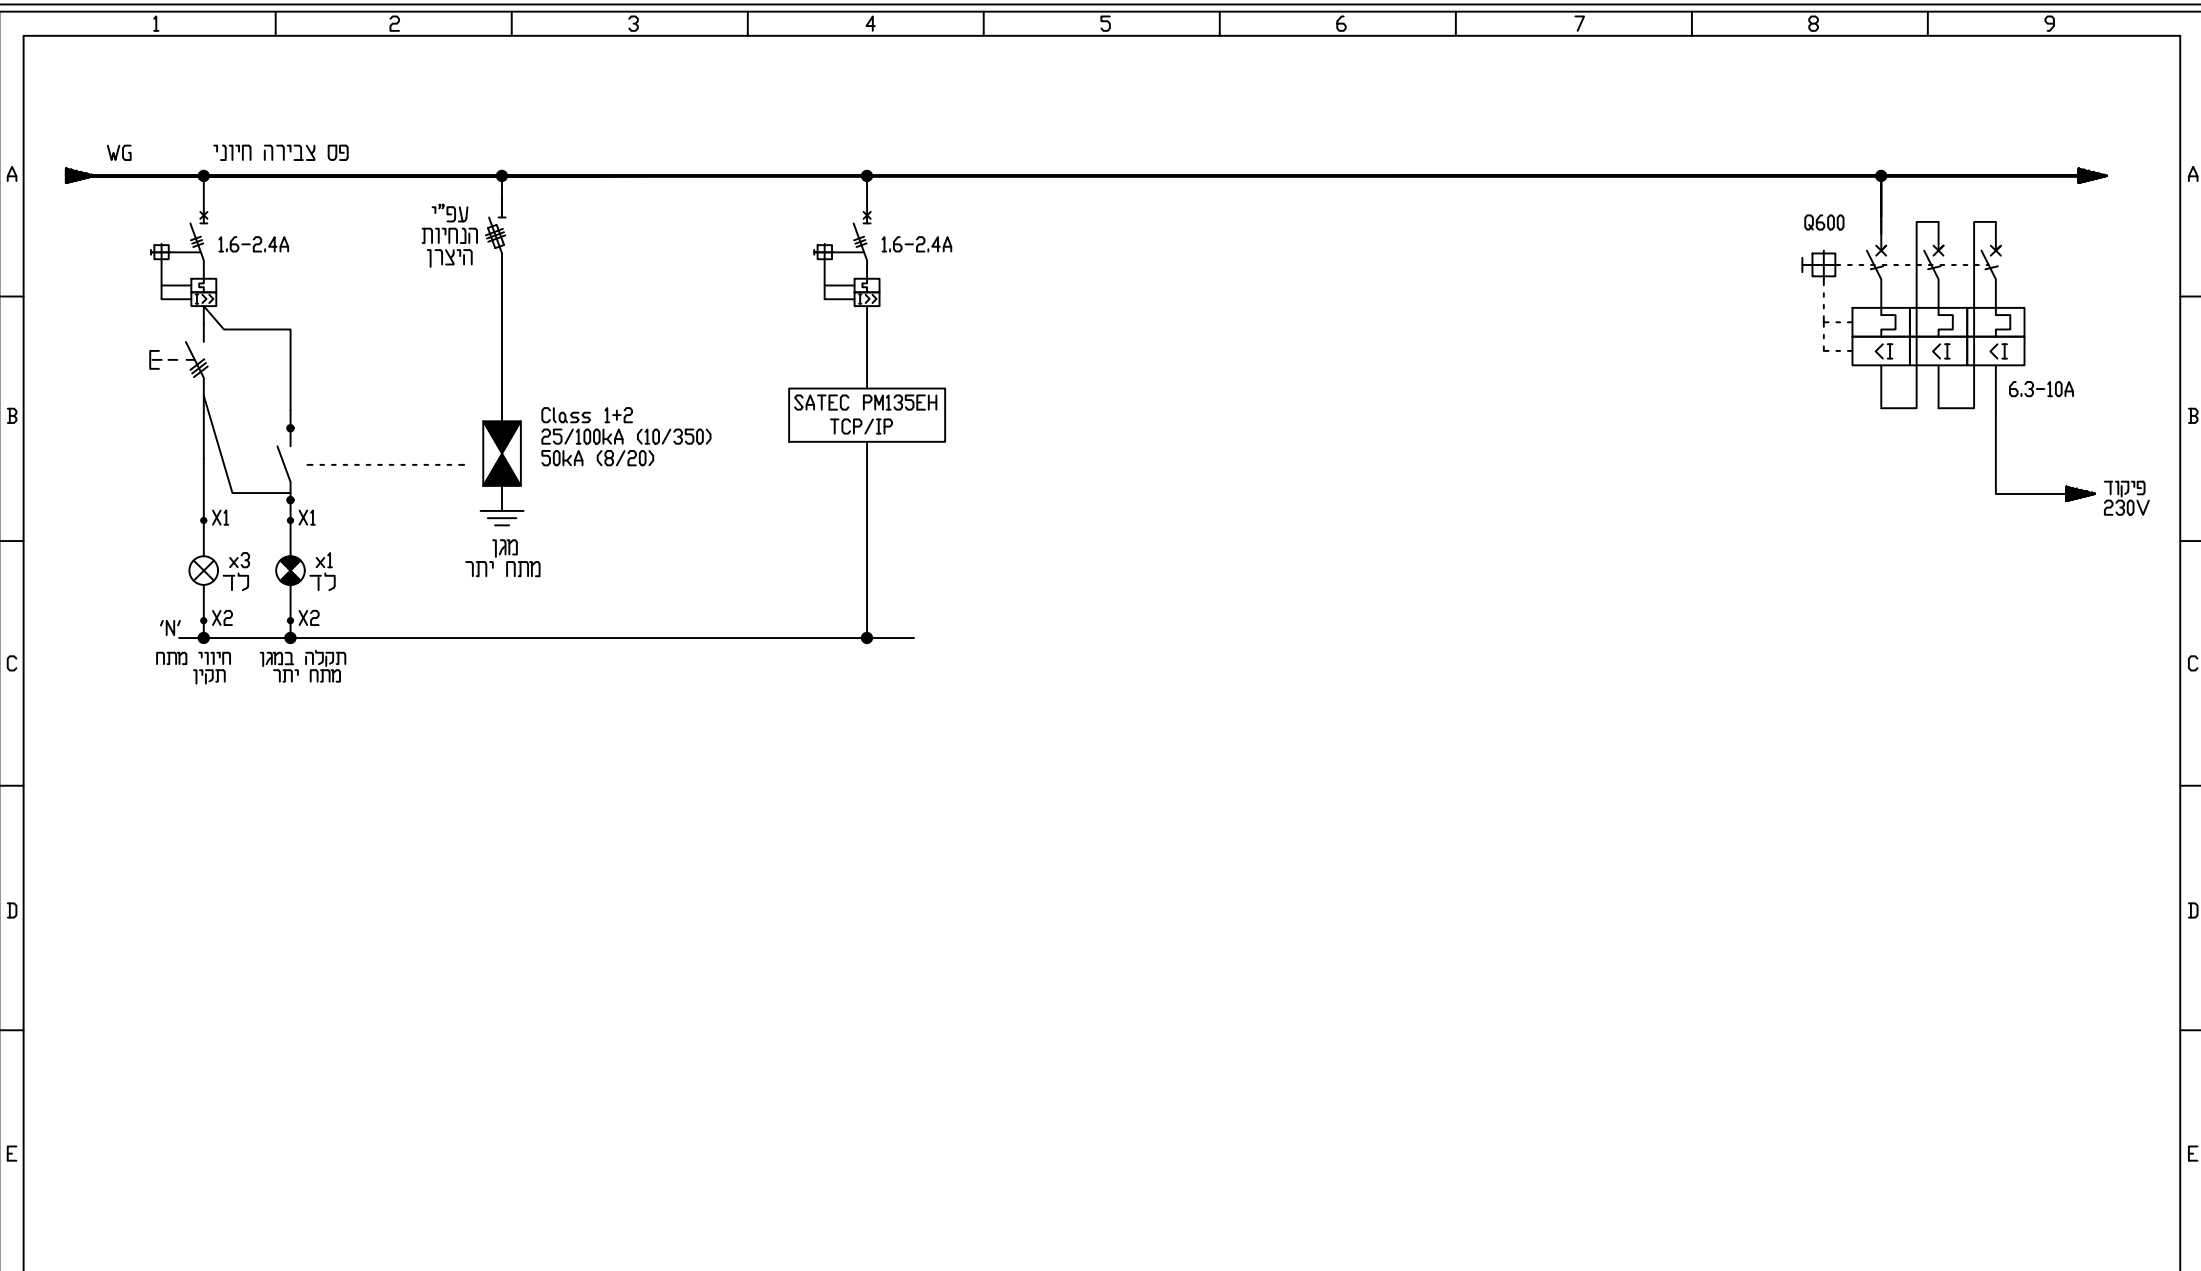 1 2 3 4 5 6 7 8 9
A
A
WG
פס צבירה חיוני
1.6-2.4A
עפ"י
הנחיות
היצרן
1.6-2.4A
Q600
I>>
I>>
E
<I <I <I
6.3-10A
B
B
SATEC PM135EH
TCP/IP
Class 1+2
25/100kA (10/350)
50kA (8/20)
פיקוד
230V
X1
X1
מגן
מתח יתר
x3
לד
x1
לד
X2
X2
'N'
חיווי מתח
תקין
תקלה במגן
מתח יתר
C
C
D
D
E
E